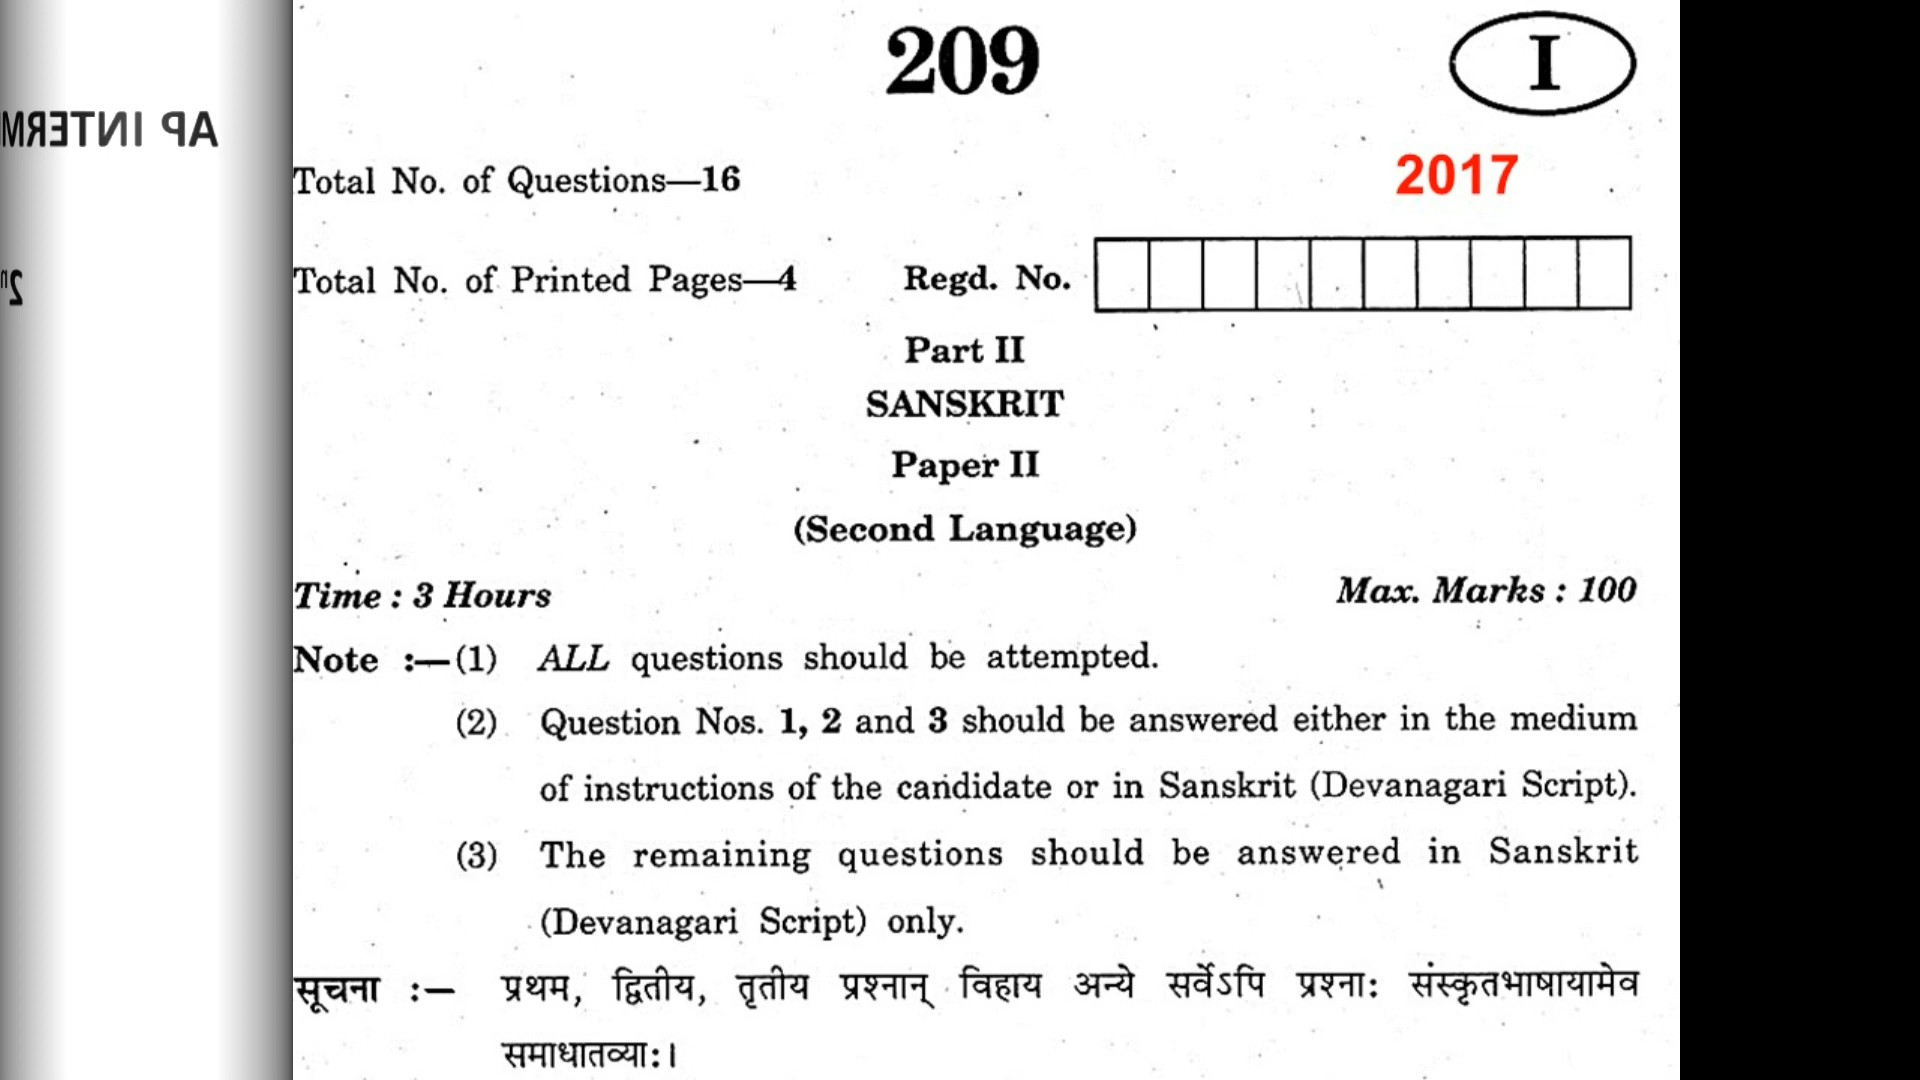 209
I
AP INTERM
2017
Total No. of Questions—16
2n
Total No. of Printed Pages—4 Regd. No.
Part II
SANSKRIT
Paper II
(Second Language)
Time : 3 Hours Max. Marks : 100
Note :—(1) ALL questions should be attempted.
(2) Question Nos. 1, 2 and 3 should be answered either in the medium
of instructions of the candidate or in Sanskrit (Devanagari Script).
(3) The remaining questions should be answered in Sanskrit
(Devanagari Script) only.
सूचना :— प्रथम, द्वितीय, तृतीय प्रश्नान् विहाय अन्ये सर्वेऽपि प्रश्नाः संस्कृतभाषायामेव
समाधातव्याः।